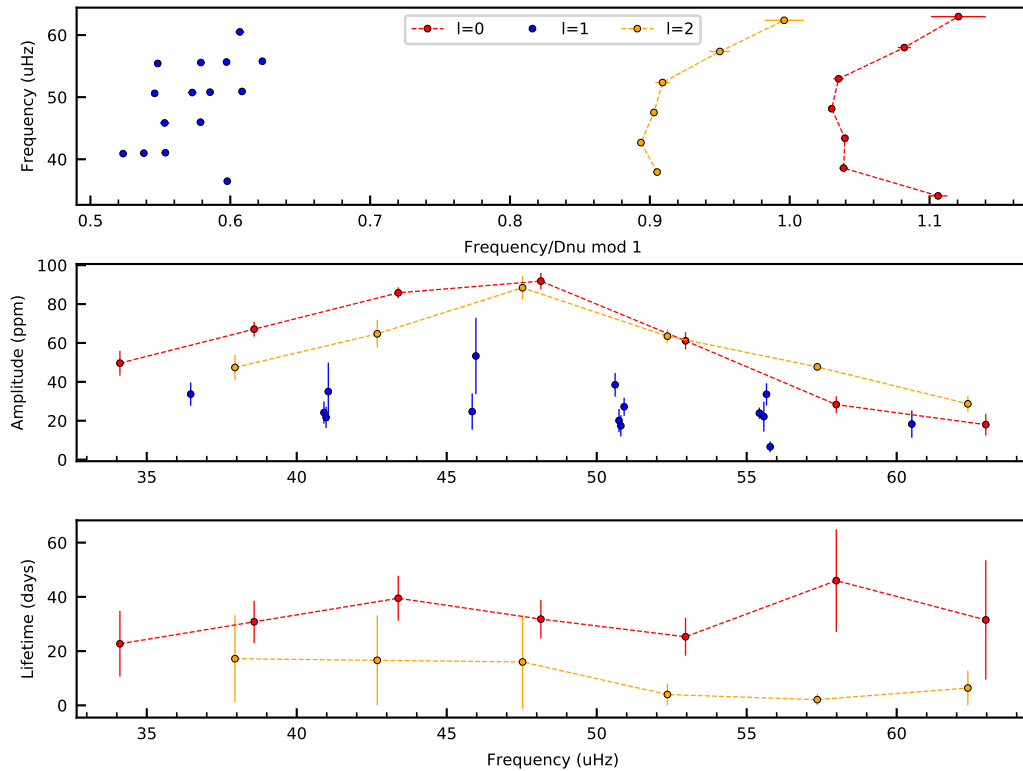 l=0 l=1 l=2
Frequency (uHz)
60
50
40
0.5 0.6 0.7 0.8 0.9 1.0 1.1
Frequency/Dnu mod 1
Amplitude (ppm)
100
80
60
40
20
0
35 40 45 50 55 60
Lifetime (days)
60
40
20
0
35 40 45 50 55 60
Frequency (uHz)